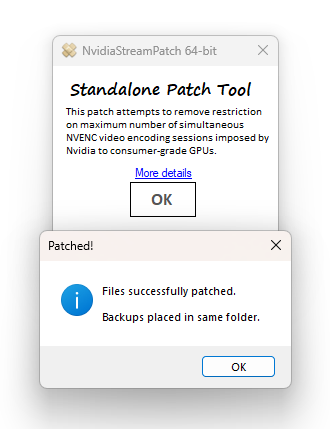 NvidiaStreamPatch 64-bit
Standalone Patch Tool
This patch attempts to remove restriction
on maximum number of simultaneous
NVENC video encoding sessions imposed by
Nvidia to consumer-grade GPUs.
More details
OK
Patched!
Files successfully patched.
Backups placed in same folder.
OK